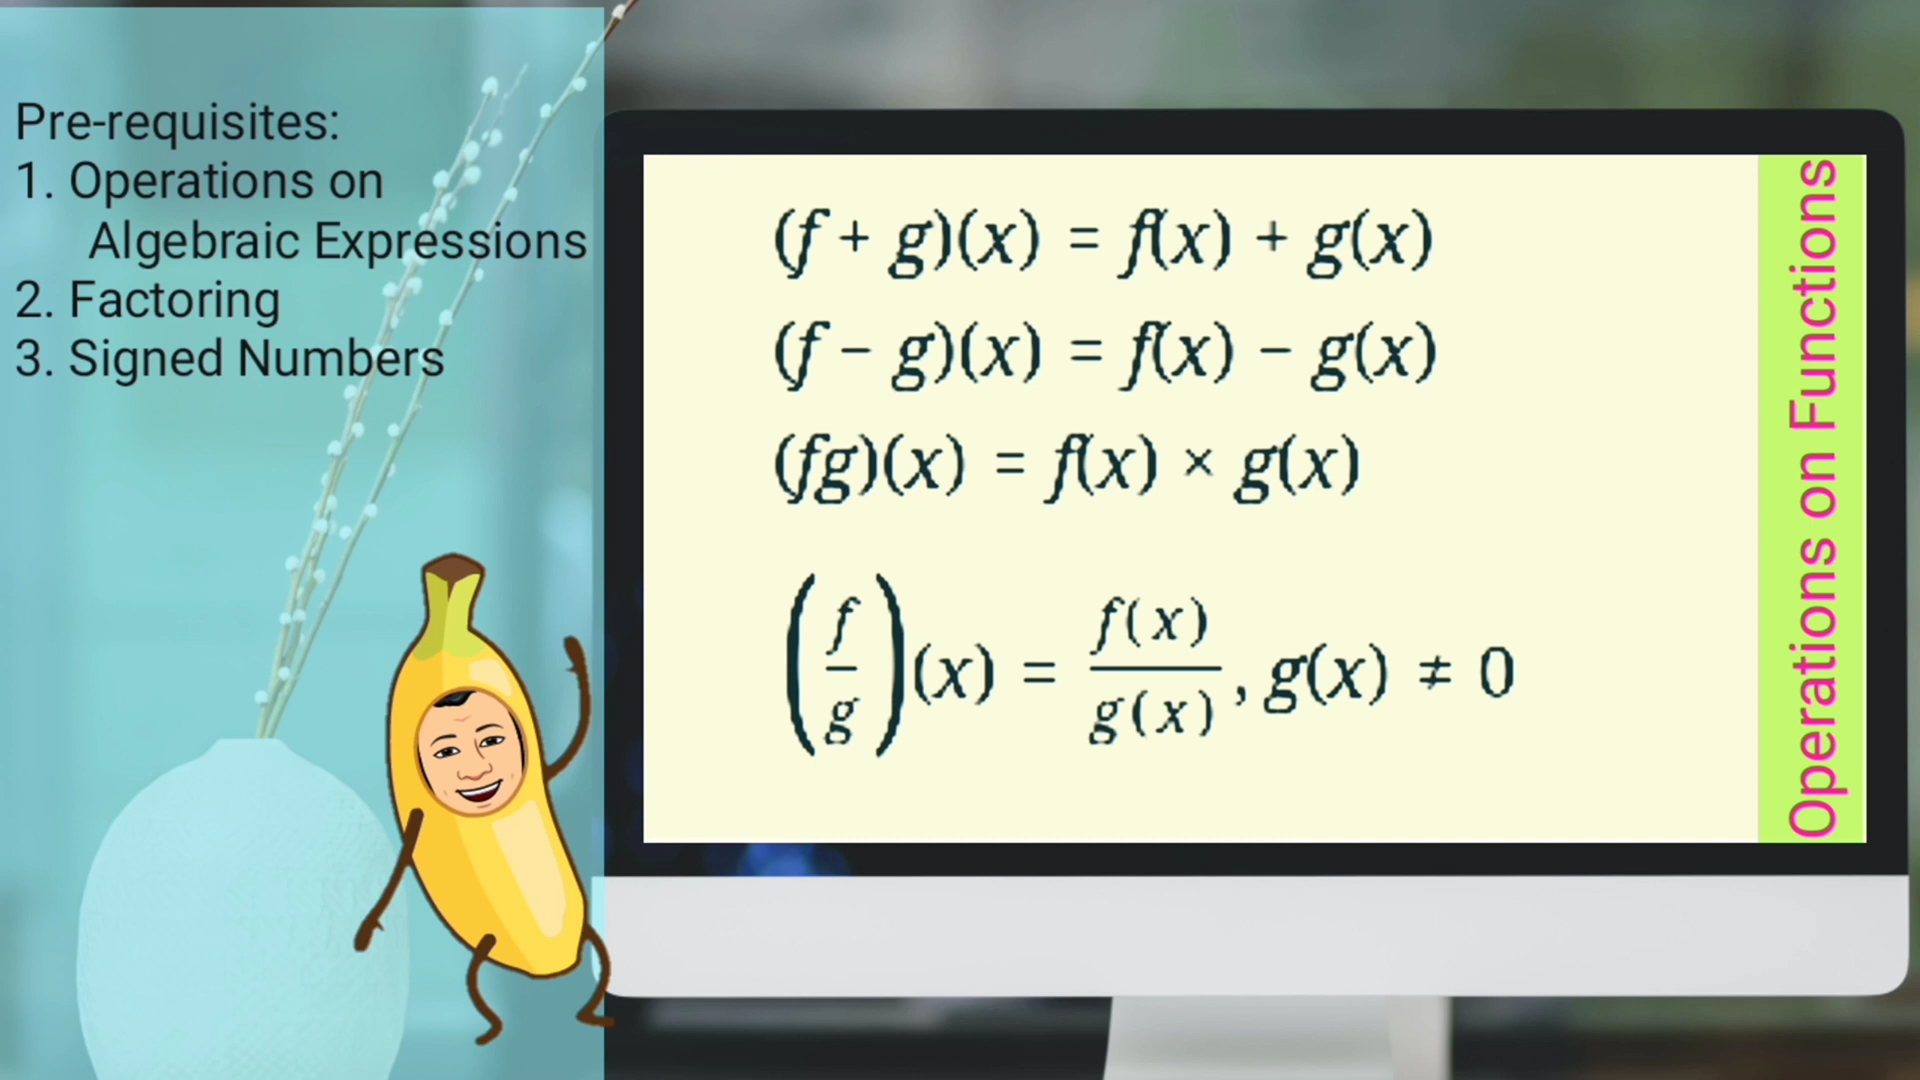 Pre-requisites:
1. Operations on
Algebraic Expressions
2. Factoring
3. Signed Numbers
(f + g)(x) = f(x) + g(x)
(f − g)(x) = f(x) − g(x)
(fg)(x) = f(x) × g(x)
(f/g)(x) = f(x)/g(x), g(x) ≠ 0
Operations on Functions